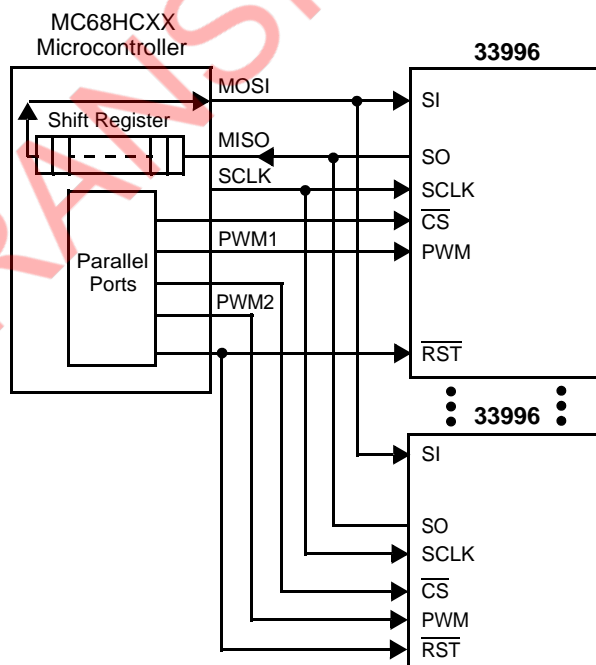 MC68HCXX
Microcontroller
33996
MOSI
SI
Shift Register
MISO
SO
SCLK
SCLK
CS
PWM1
PWM
Parallel
Ports
PWM2
RST
33996
SI
SO
SCLK
CS
PWM
RST